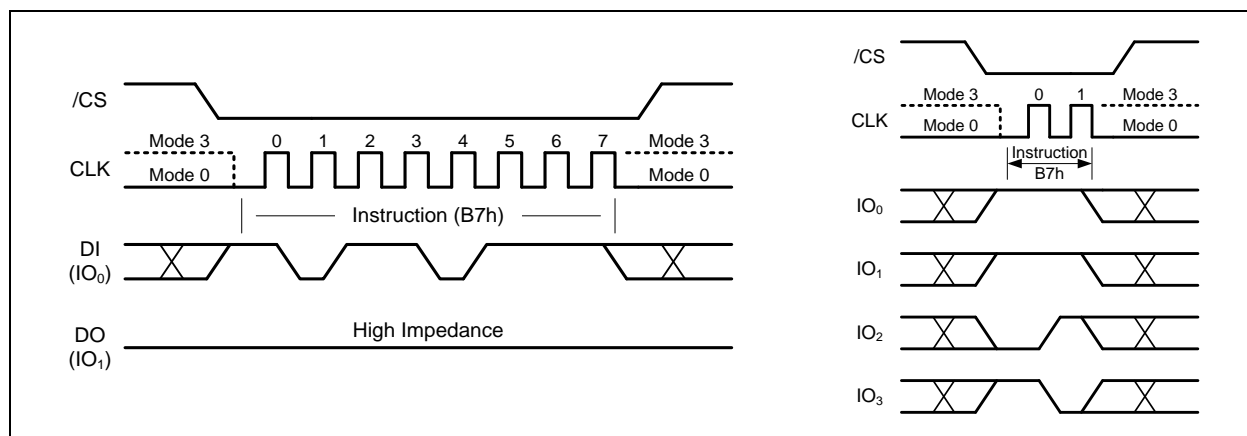 /CS
Mode 3
0 1 2 3 4 5 6 7
Mode 3
CLK
Mode 0
Mode 0
Instruction (B7h)
DI
(IO₀)
High Impedance
DO
(IO₁)
/CS
Mode 3
0 1
Mode 3
CLK
Mode 0
Mode 0
Instruction
B7h
IO₀
IO₁
IO₂
IO₃